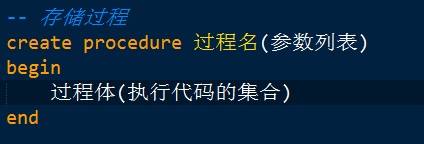 -- 存储过程
create procedure 过程名(参数列表)
begin
过程体(执行代码的集合)
end